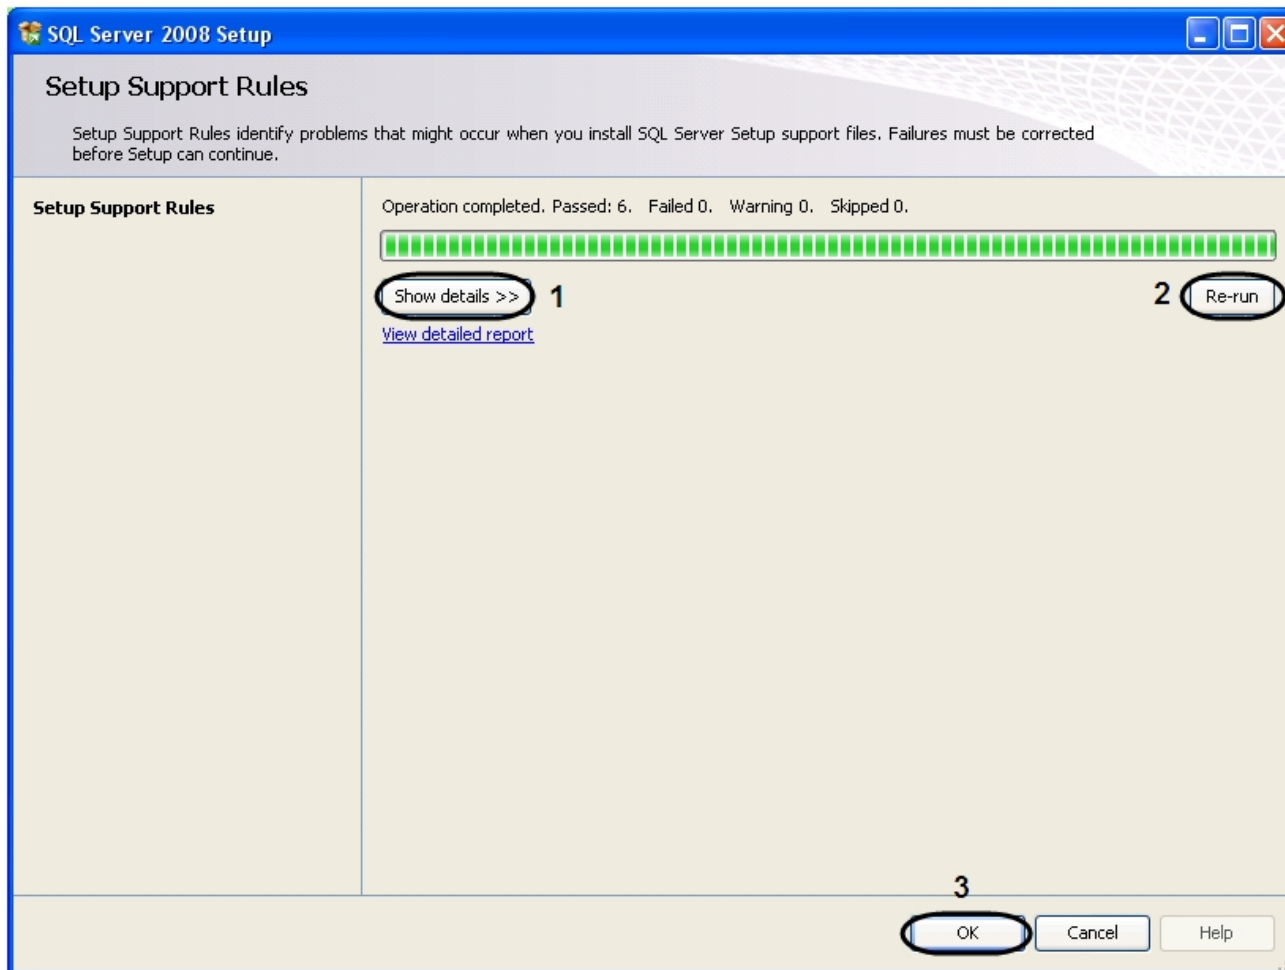 SQL Server 2008 Setup
Setup Support Rules
Setup Support Rules identify problems that might occur when you install SQL Server Setup support files. Failures must be corrected
before Setup can continue.
Setup Support Rules
Operation completed. Passed: 6.   Failed 0.   Warning 0.   Skipped 0.
Show details >>
1
2
Re-run
View detailed report
3
OK
Cancel
Help